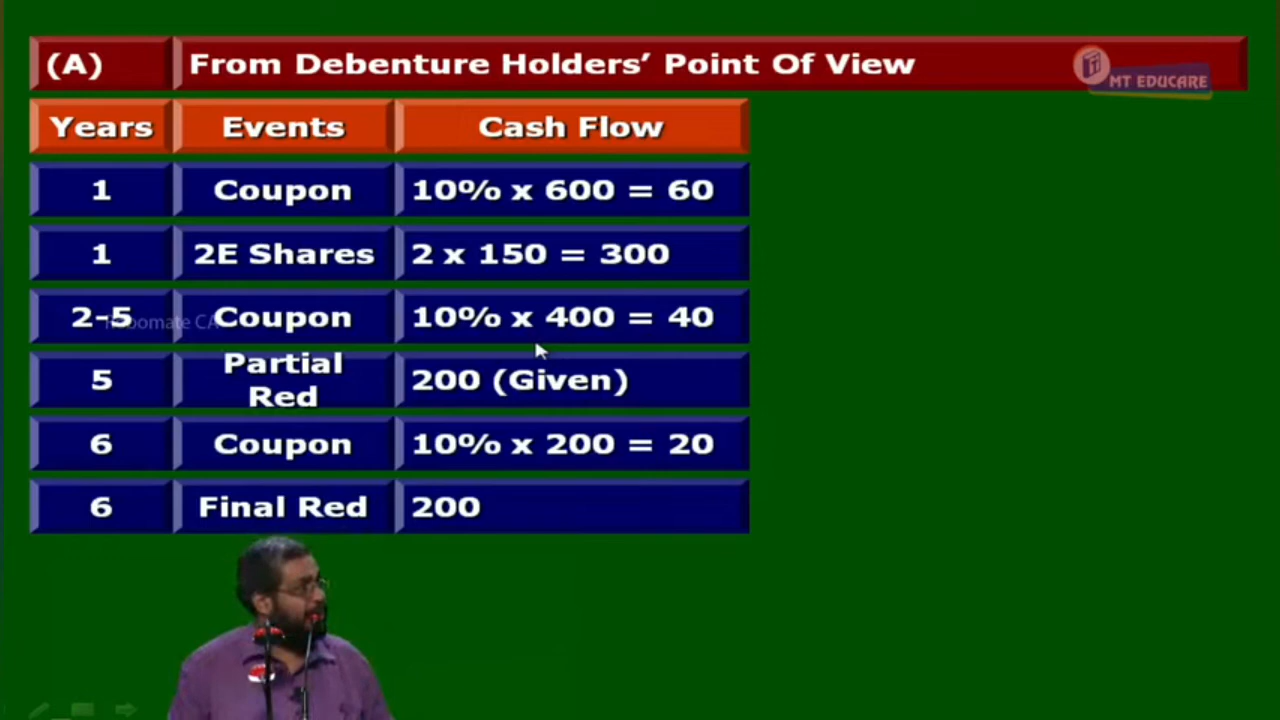 (A) From Debenture Holders’ Point Of View
MT EDUCARE
Years Events Cash Flow
1 Coupon 10% x 600 = 60
1 2E Shares 2 x 150 = 300
2-5 Coupon 10% x 400 = 40
5 Partial Red 200 (Given)
6 Coupon 10% x 200 = 20
6 Final Red 200